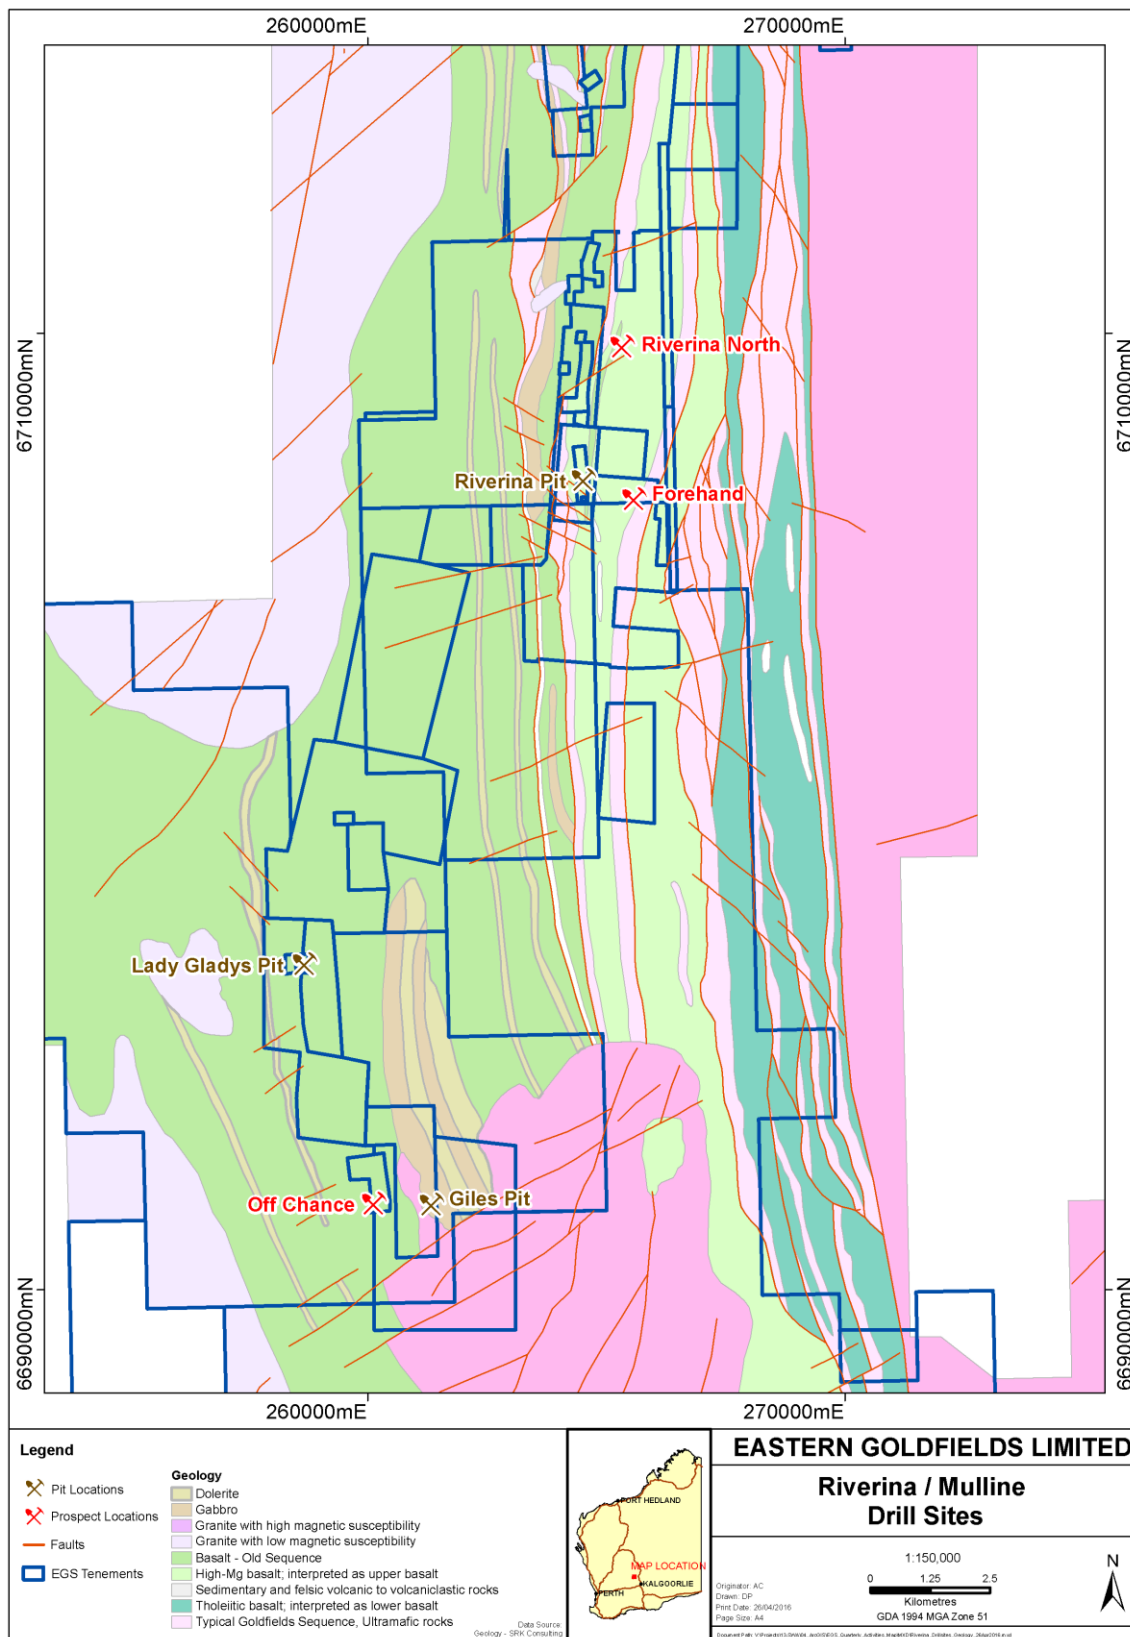 260000mE
270000mE
6710000mN
6710000mN
Riverina North
Riverina Pit
Forehand
Lady Gladys Pit
Off Chance
Giles Pit
6690000mN
6690000mN
260000mE
270000mE
Legend
Pit Locations
Prospect Locations
Faults
EGS Tenements
Geology
Dolerite
Gabbro
Granite with high magnetic susceptibility
Granite with low magnetic susceptibility
Basalt - Old Sequence
High-Mg basalt; interpreted as upper basalt
Sedimentary and felsic volcanic to volcaniclastic rocks
Tholeiitic basalt; interpreted as lower basalt
Typical Goldfields Sequence, Ultramafic rocks
Data Source:
Geology - SRK Consulting
PORT HEDLAND
MAP LOCATION
KALGOORLIE
PERTH
EASTERN GOLDFIELDS LIMITED
Riverina / Mulline
Drill Sites
1:150,000
0 1.25 2.5
Kilometres
GDA 1994 MGA Zone 51
N
Originator: AC
Drawn: DP
Print Date: 26/04/2016
Page Size: A4